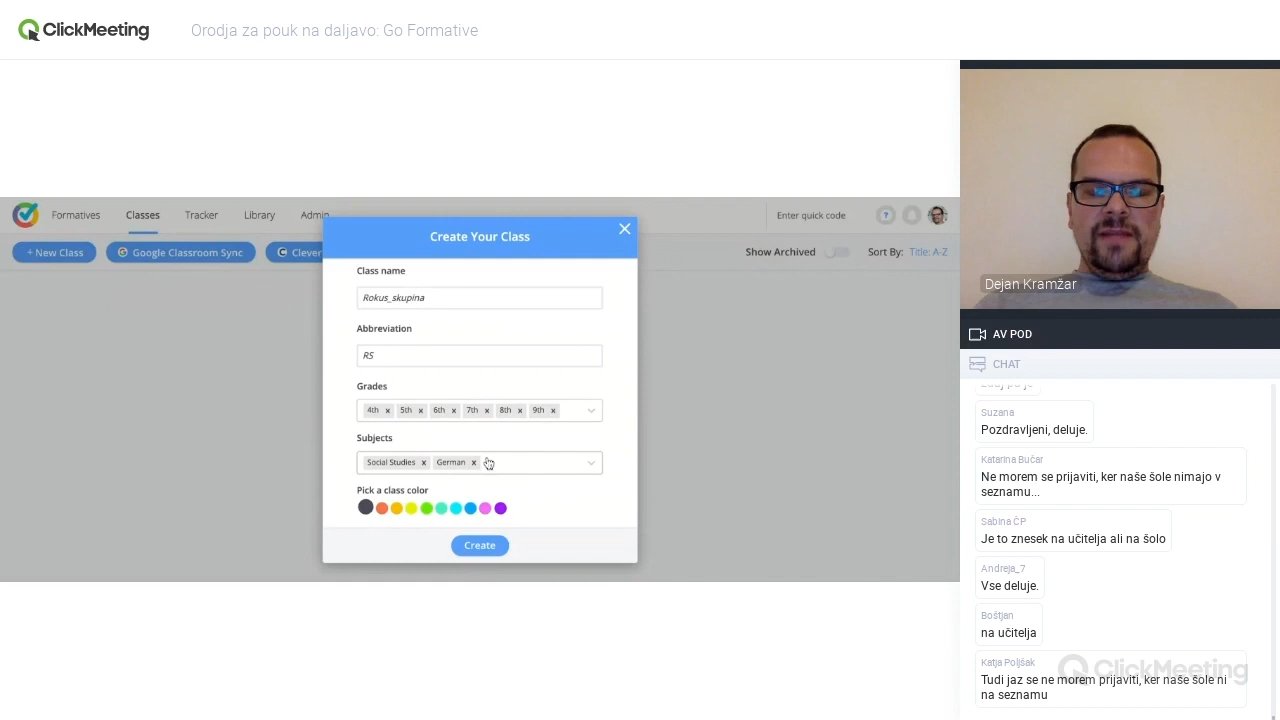 ClickMeeting
Orodja za pouk na daljavo: Go Formative
Formatives
Classes
Tracker
Library
Admin
Enter quick code
?
+ New Class
G Google Classroom Sync
C Clever
Show Archived
Sort By: Title: A-Z
Create Your Class
Class name
Rokus_skupina
Abbreviation
RS
Grades
4th x 5th x 6th x 7th x 8th x 9th x
Subjects
Social Studies x German x
Pick a class color
Create
Dejan Kramžar
AV POD
CHAT
Suzana
Pozdravljeni, deluje.
Katarina Bučar
Ne morem se prijaviti, ker naše šole nimajo v
seznamu...
Sabina ČP
Je to znesek na učitelja ali na šolo
Andreja_7
Vse deluje.
Boštjan
na učitelja
Katja Poljšak
Tudi jaz se ne morem prijaviti, ker naše šole ni
na seznamu
ClickMeeting